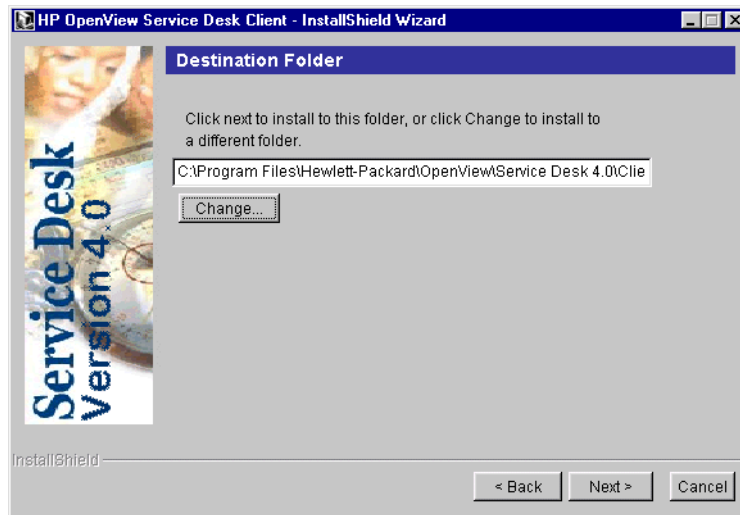 HP OpenView Service Desk Client - InstallShield Wizard
Destination Folder
Click next to install to this folder, or click Change to install to
a different folder.
C:\Program Files\Hewlett-Packard\OpenView\Service Desk 4.0\Clie
Change...
Service Desk
Version 4.0
InstallShield
< Back
Next >
Cancel